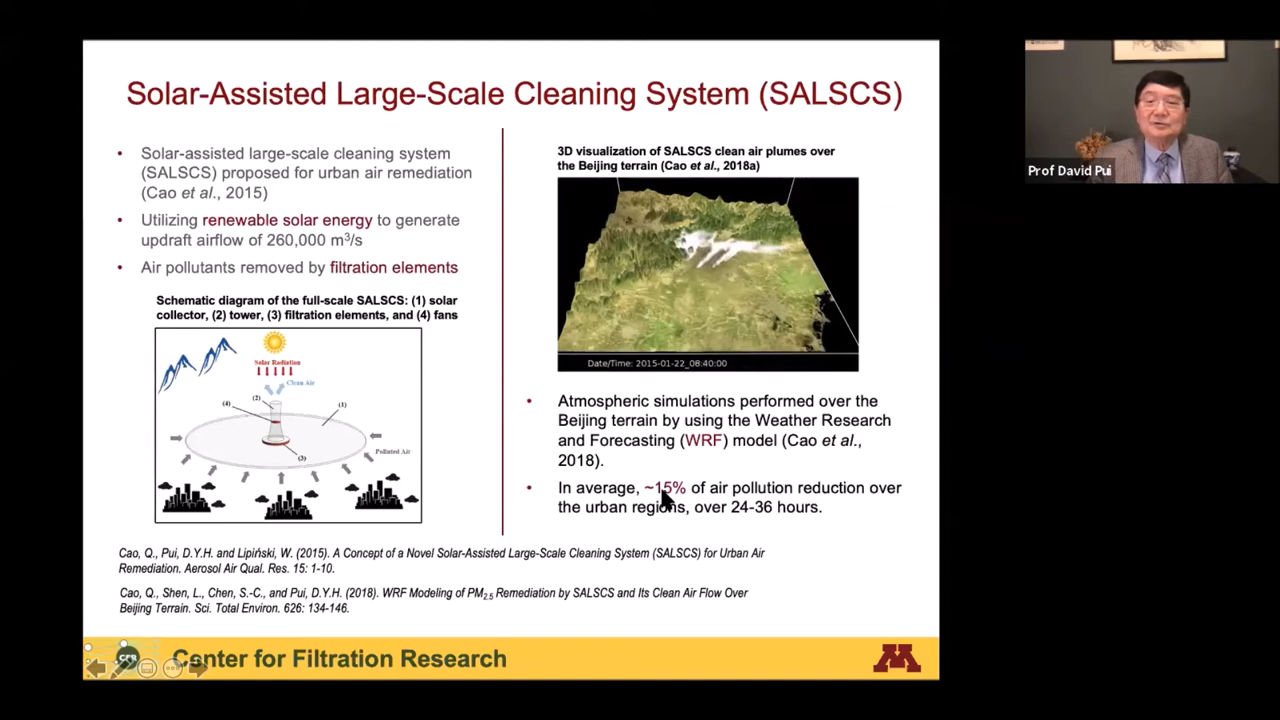 Solar-Assisted Large-Scale Cleaning System (SALSCS)
• Solar-assisted large-scale cleaning system
(SALSCS) proposed for urban air remediation
(Cao et al., 2015)
• Utilizing renewable solar energy to generate
updraft airflow of 260,000 m³/s
• Air pollutants removed by filtration elements
Schematic diagram of the full-scale SALSCS: (1) solar
collector, (2) tower, (3) filtration elements, and (4) fans
Solar Radiation
Clean Air
(2)
(4)
(1)
(3)
Polluted Air
3D visualization of SALSCS clean air plumes over
the Beijing terrain (Cao et al., 2018a)
Date/Time: 2015-01-22_08:40:00
• Atmospheric simulations performed over the
Beijing terrain by using the Weather Research
and Forecasting (WRF) model (Cao et al.,
2018).
• In average, ~15% of air pollution reduction over
the urban regions, over 24-36 hours.
Cao, Q., Pui, D.Y.H. and Lipiński, W. (2015). A Concept of a Novel Solar-Assisted Large-Scale Cleaning System (SALSCS) for Urban Air
Remediation. Aerosol Air Qual. Res. 15: 1-10.
Cao, Q., Shen, L., Chen, S.-C., and Pui, D.Y.H. (2018). WRF Modeling of PM₂.₅ Remediation by SALSCS and Its Clean Air Flow Over
Beijing Terrain. Sci. Total Environ. 626: 134-146.
CFR
Center for Filtration Research
M
Prof David Pui